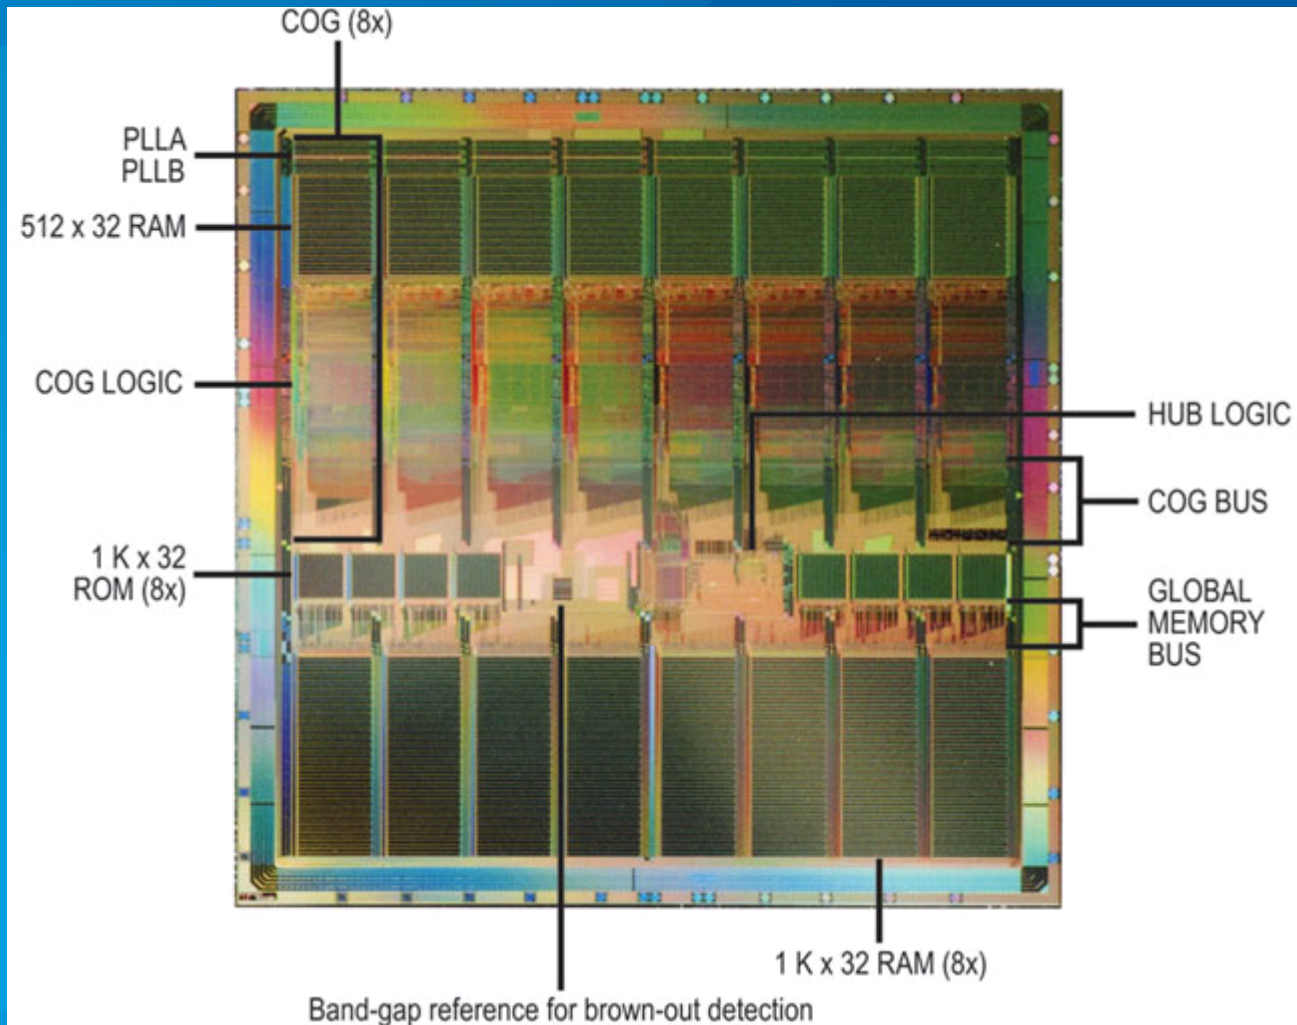 COG (8x)
PLLA
PLLB
512 x 32 RAM
COG LOGIC
HUB LOGIC
COG BUS
1 K x 32
ROM (8x)
GLOBAL
MEMORY
BUS
1 K x 32 RAM (8x)
Band-gap reference for brown-out detection